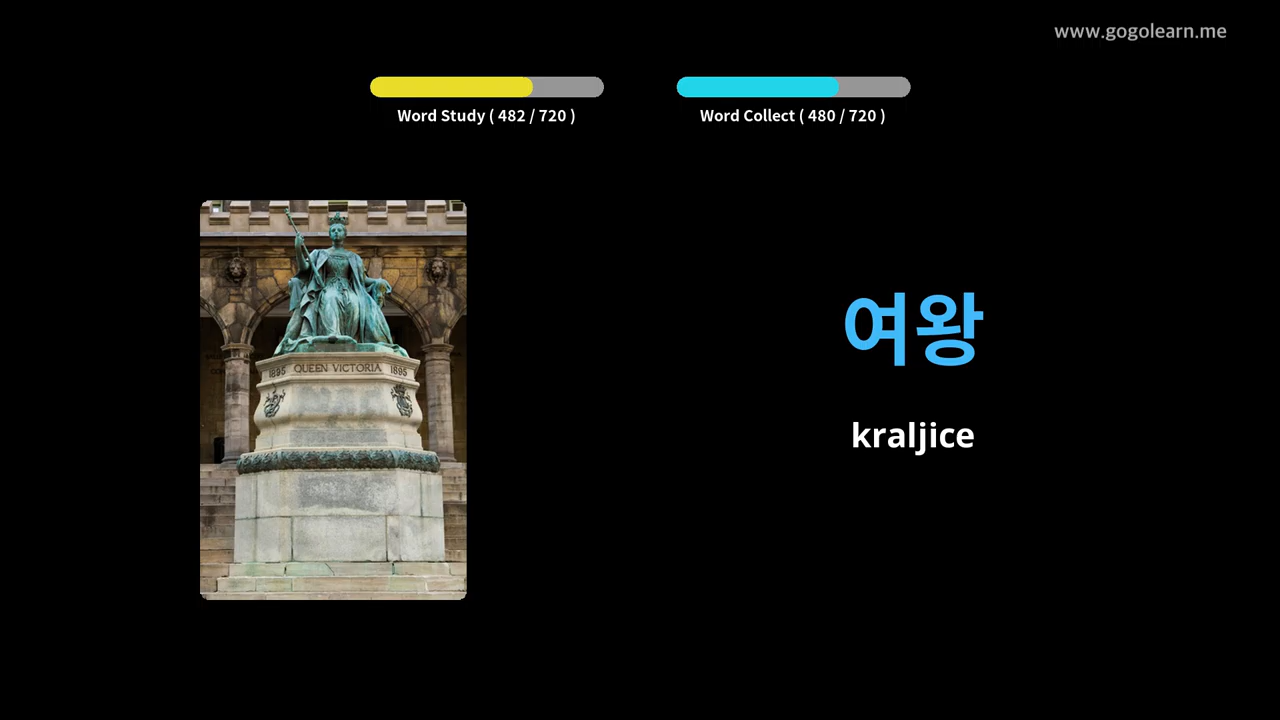 www.gogolearn.me
Word Study ( 482 / 720 )
Word Collect ( 480 / 720 )
1895 QUEEN VICTORIA 1895
여왕
kraljice